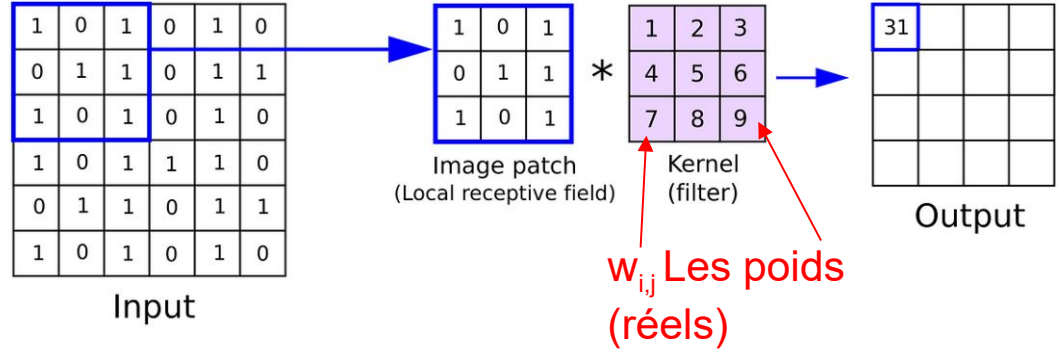 1 0 1 0 1 0
0 1 1 0 1 1
1 0 1 0 1 0
1 0 1 1 1 0
0 1 1 0 1 1
1 0 1 0 1 0
Input
1 0 1
0 1 1
1 0 1
Image patch
(Local receptive field)
*
1 2 3
4 5 6
7 8 9
Kernel
(filter)
31
Output
wi,j Les poids
(réels)